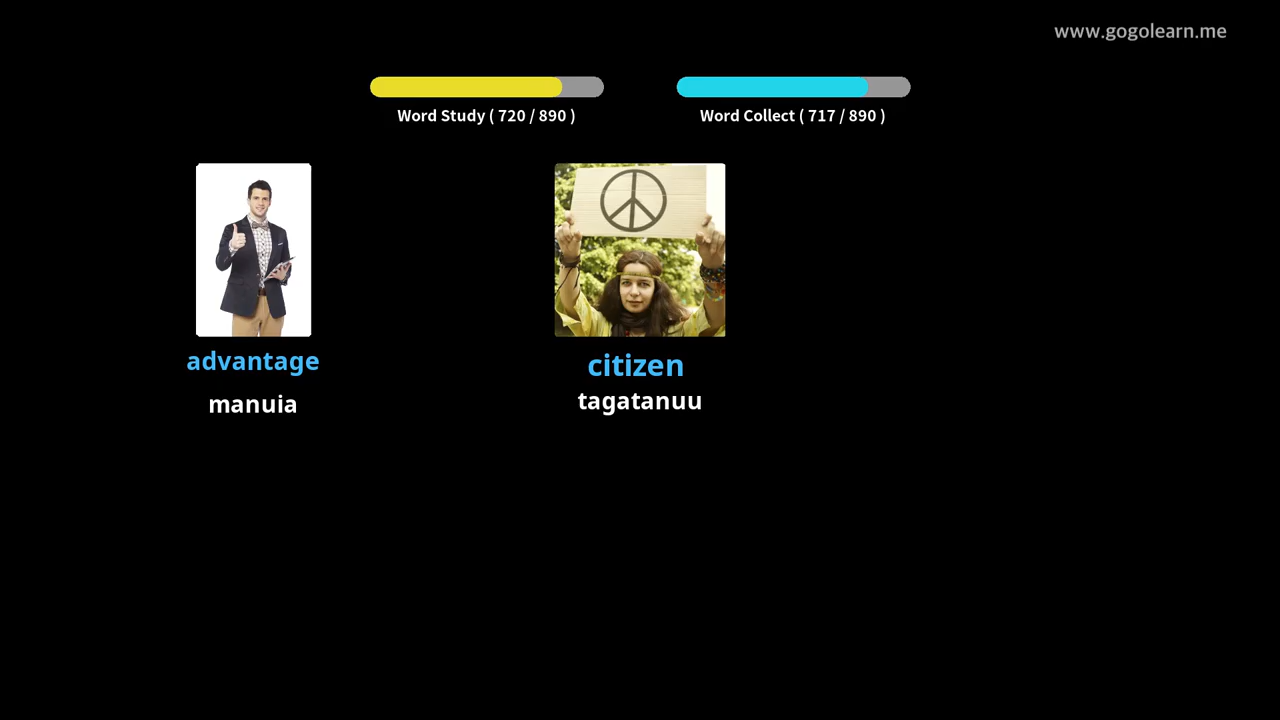 www.gogolearn.me
Word Study ( 720 / 890 )
Word Collect ( 717 / 890 )
advantage
manuia
citizen
tagatanuu